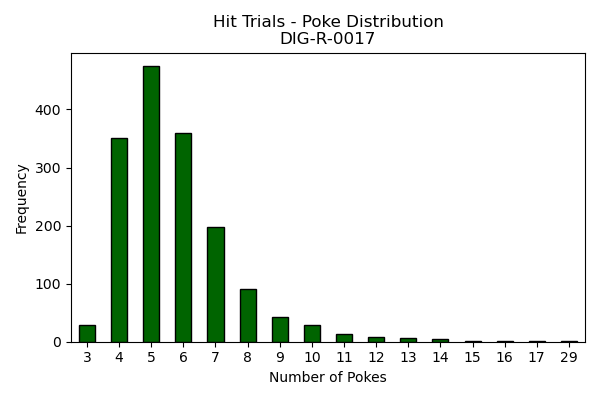 Hit Trials - Poke Distribution
DIG-R-0017
400
300
200
100
0
Frequency
3 4 5 6 7 8 9 10 11 12 13 14 15 16 17 29
Number of Pokes